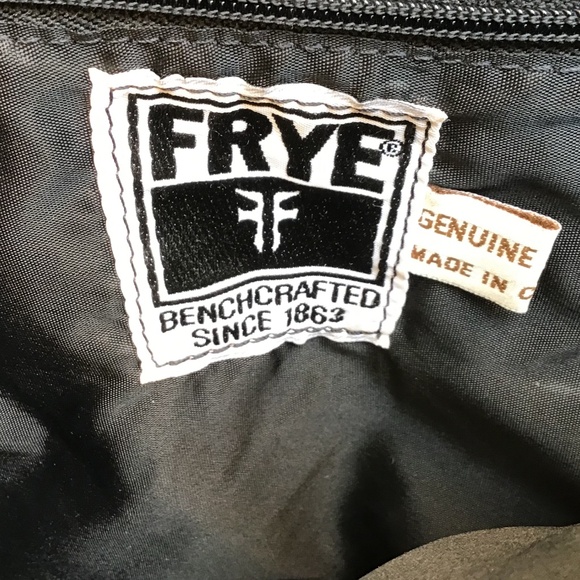 FRYE®
BENCHCRAFTED
SINCE 1863
GENUINE
MADE IN